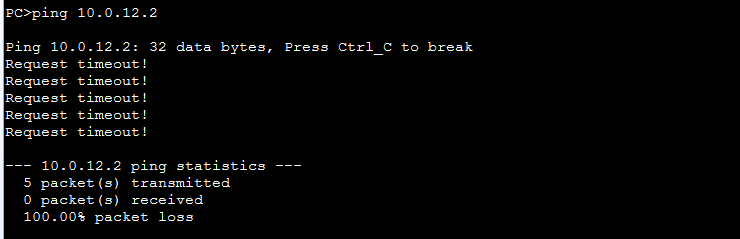 PC>ping 10.0.12.2
Ping 10.0.12.2: 32 data bytes, Press Ctrl_C to break
Request timeout!
Request timeout!
Request timeout!
Request timeout!
Request timeout!
--- 10.0.12.2 ping statistics ---
5 packet(s) transmitted
0 packet(s) received
100.00% packet loss